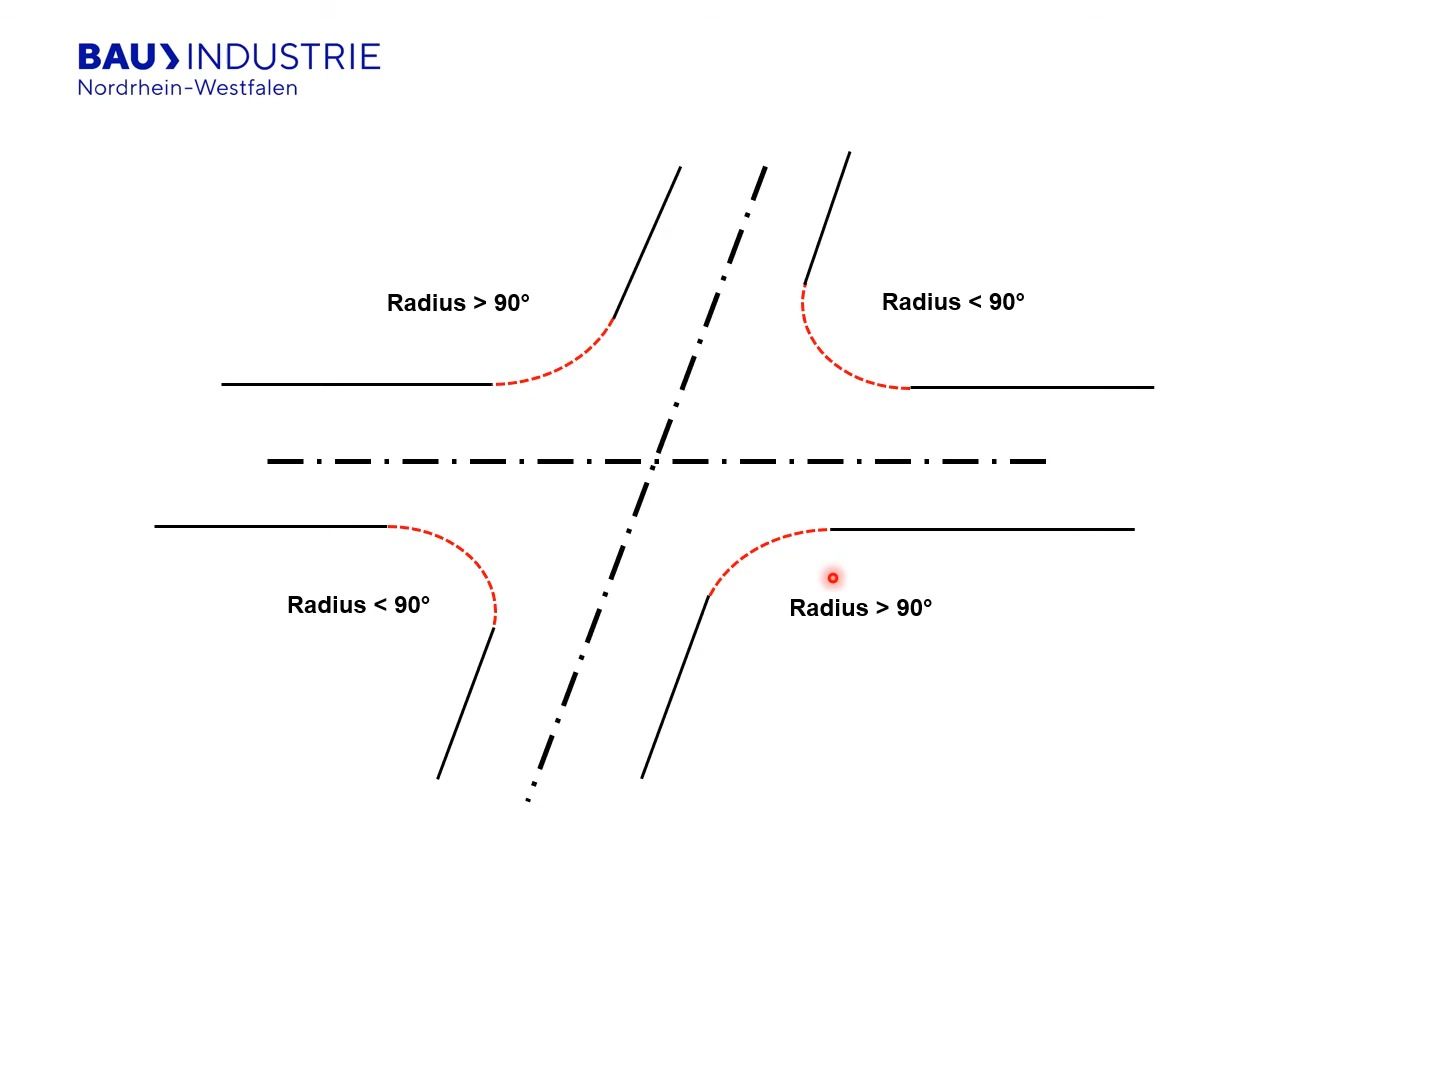 BAU INDUSTRIE
Nordrhein-Westfalen
Radius > 90°
Radius < 90°
Radius < 90°
Radius > 90°